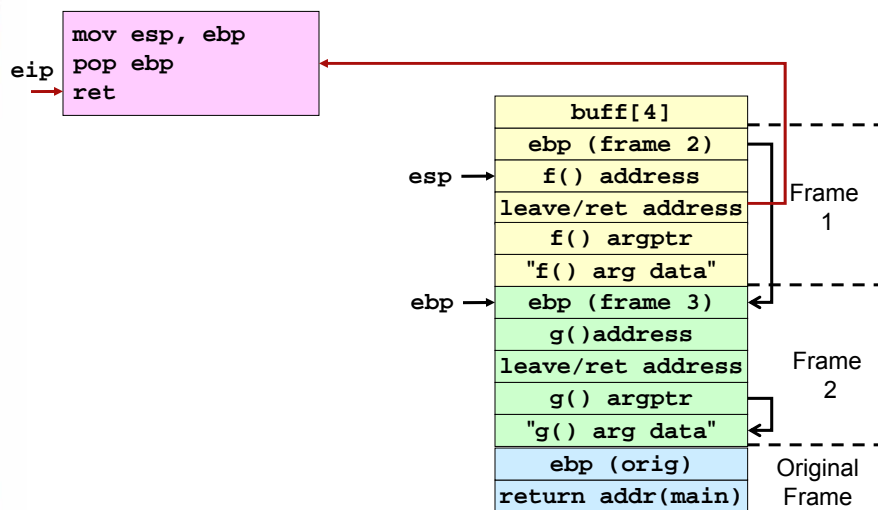 mov esp, ebp
pop ebp
eip
ret
buff[4]
ebp (frame 2)
esp
f() address
leave/ret address
Frame
1
f() argptr
"f() arg data"
ebp
ebp (frame 3)
g()address
leave/ret address
Frame
2
g() argptr
"g() arg data"
ebp (orig)
Original
Frame
return addr(main)